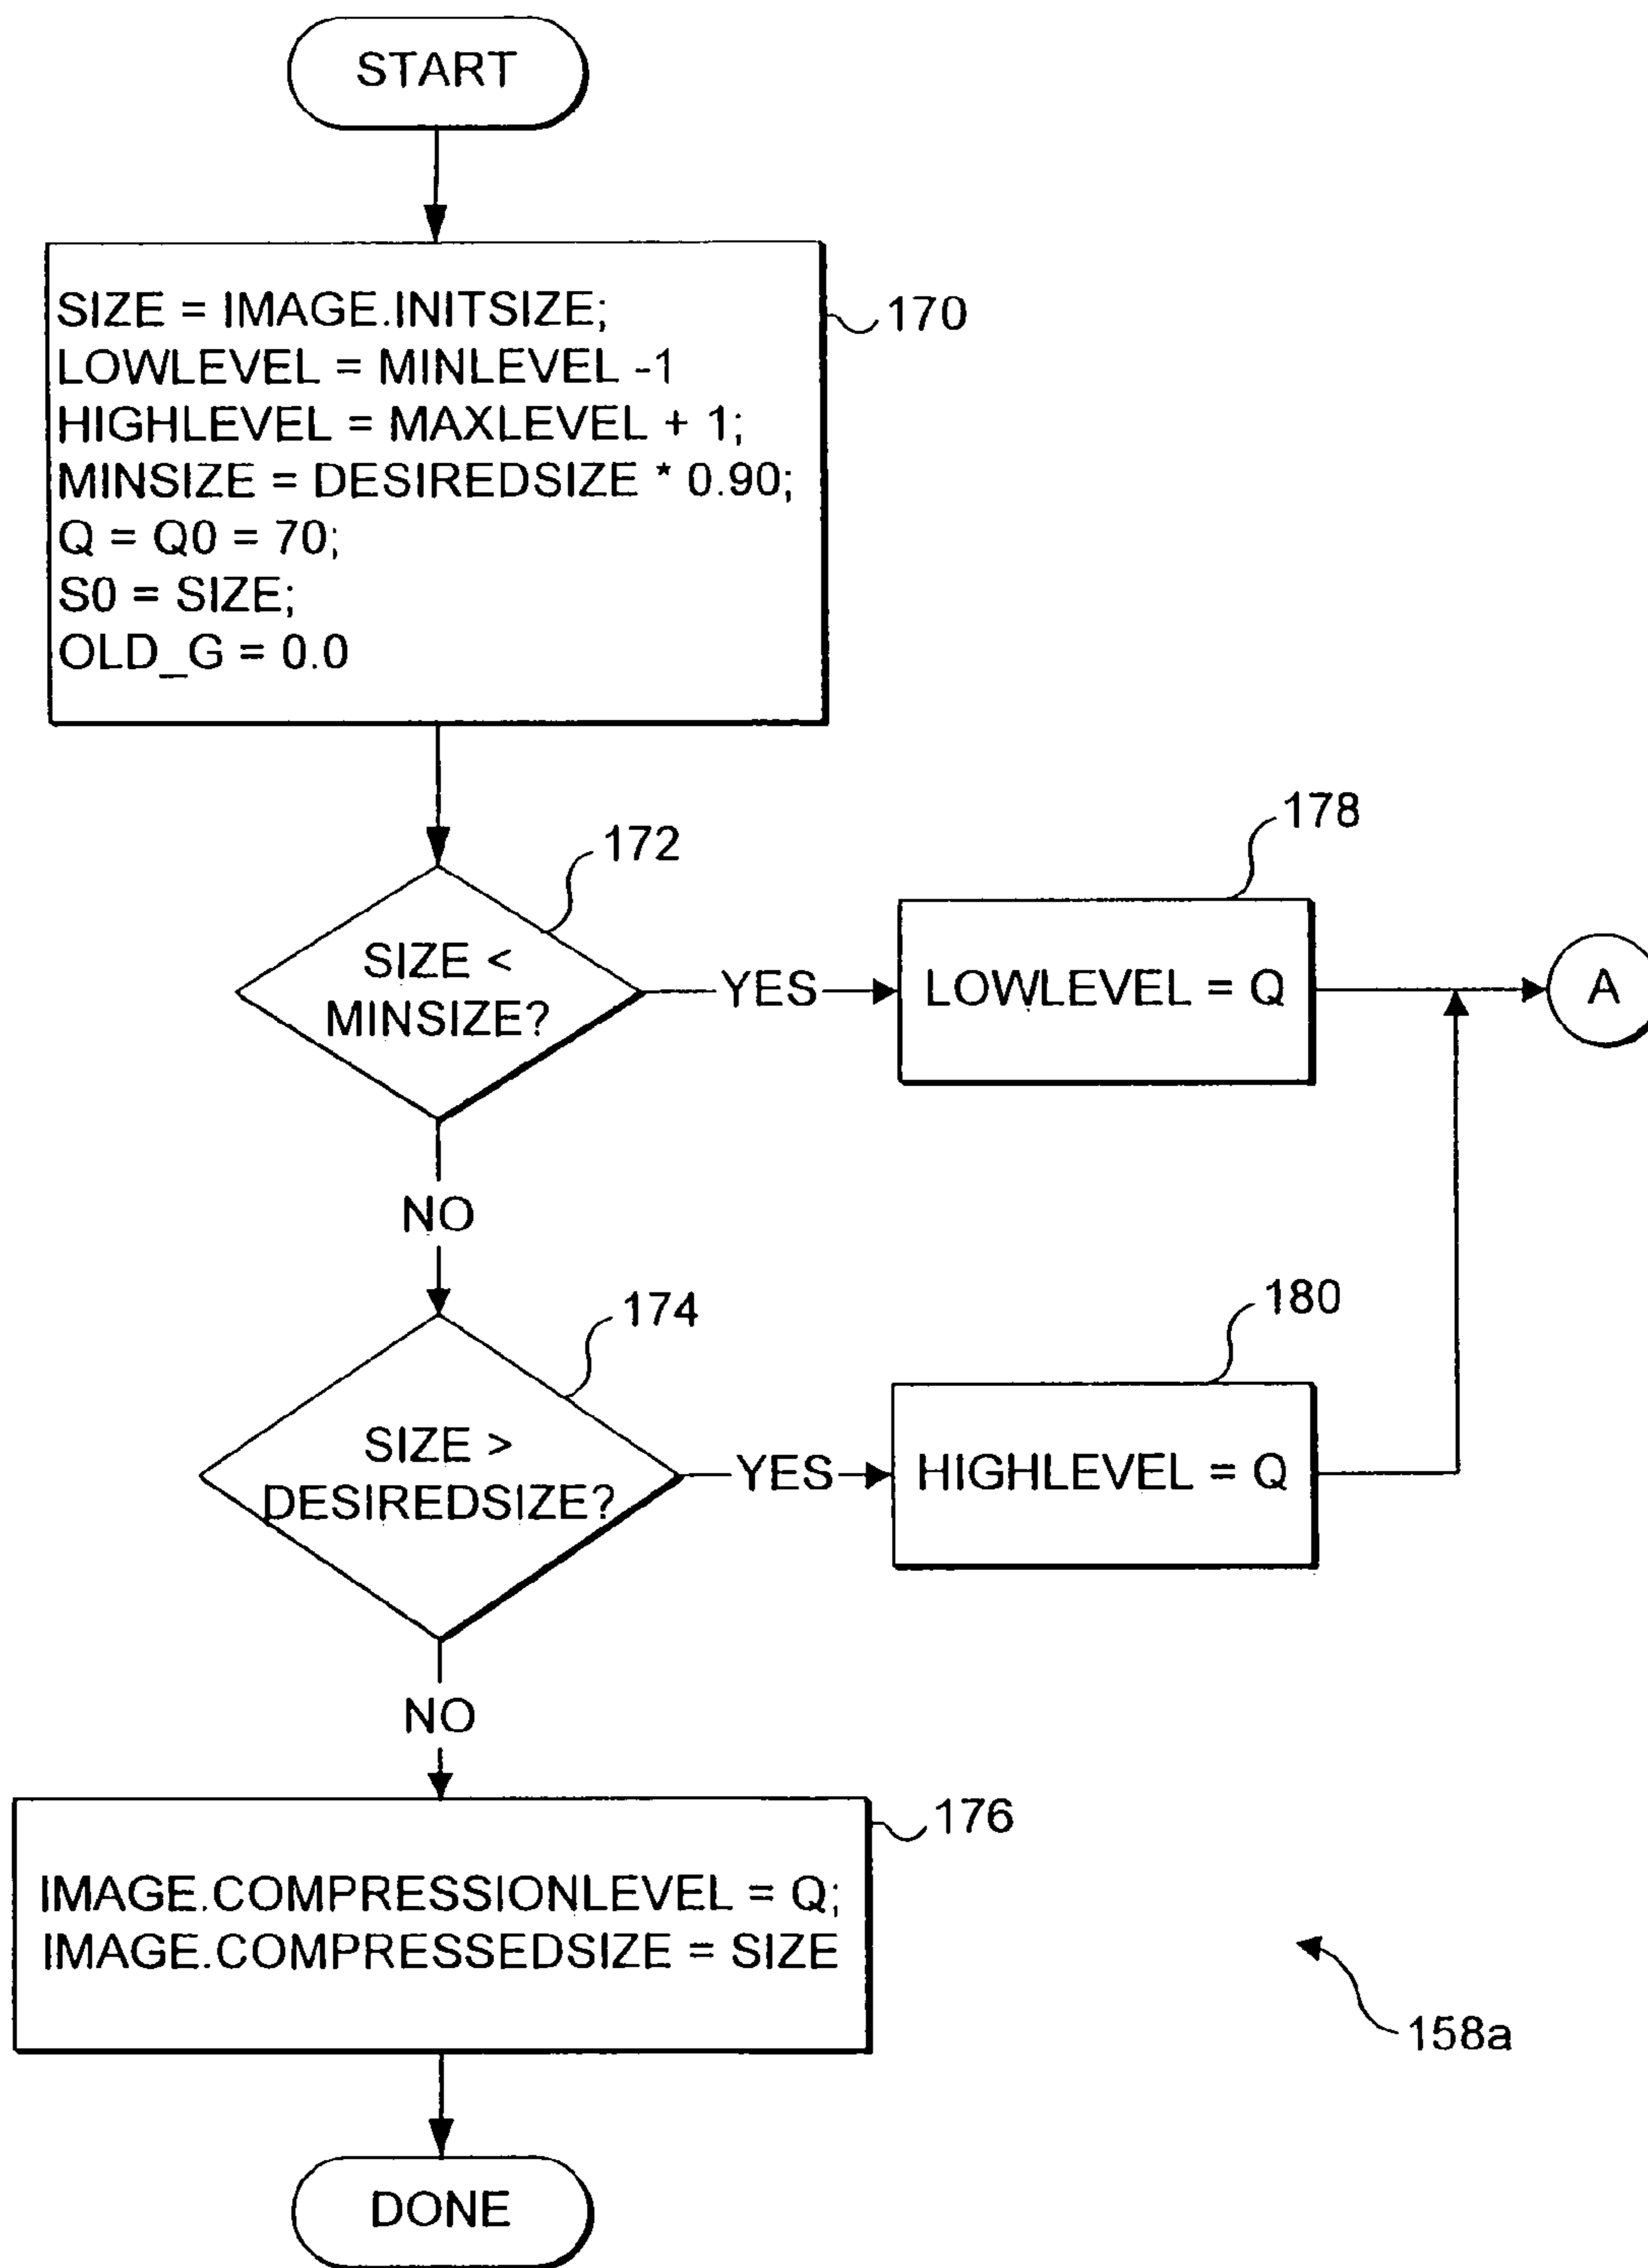 START
SIZE = IMAGE.INITSIZE;
LOWLEVEL = MINLEVEL -1
HIGHLEVEL = MAXLEVEL + 1;
MINSIZE = DESIREDSIZE * 0.90;
Q = Q0 = 70;
S0 = SIZE;
OLD_G = 0.0
170
172
SIZE <
MINSIZE?
YES
178
LOWLEVEL = Q
A
NO
174
SIZE >
DESIREDSIZE?
YES
180
HIGHLEVEL = Q
NO
176
IMAGE.COMPRESSIONLEVEL = Q;
IMAGE.COMPRESSEDSIZE = SIZE
158a
DONE